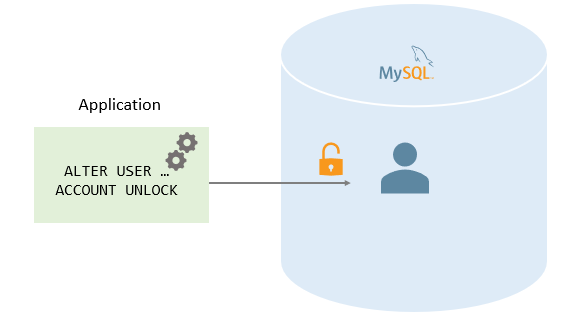 MySQL
Application
ALTER USER …
ACCOUNT UNLOCK